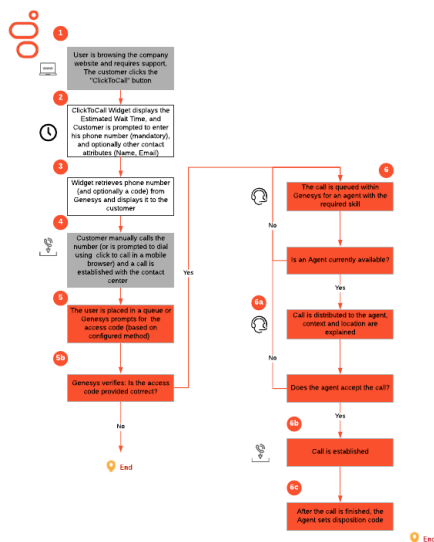 1
User is browsing the company
website and requires support.
The customer clicks the
"ClickToCall" button
2
ClickToCall Widget displays the
Estimated Wait Time, and
Customer is prompted to enter
his phone number (mandatory),
and optionally other contact
attributes (Name, Email)
3
Widget retrieves phone number
(and optionally a code) from
Genesys and displays it to the
customer
4
Customer manually calls the
number (or is prompted to dial
using click to call in a mobile
browser) and a call is
established with the contact
center
5
The user is placed in a queue or
Genesys prompts for the
access code (based on
configured method)
5b
Genesys verifies: Is the access
code provided correct?
Yes
No
End
6
The call is queued within
Genesys for an agent with the
required skill
No
Is an Agent currently available?
Yes
6a
Call is distributed to the agent,
context and location are
explained
No
Does the agent accept the call?
Yes
6b
Call is established
6c
After the call is finished, the
Agent sets disposition code
End